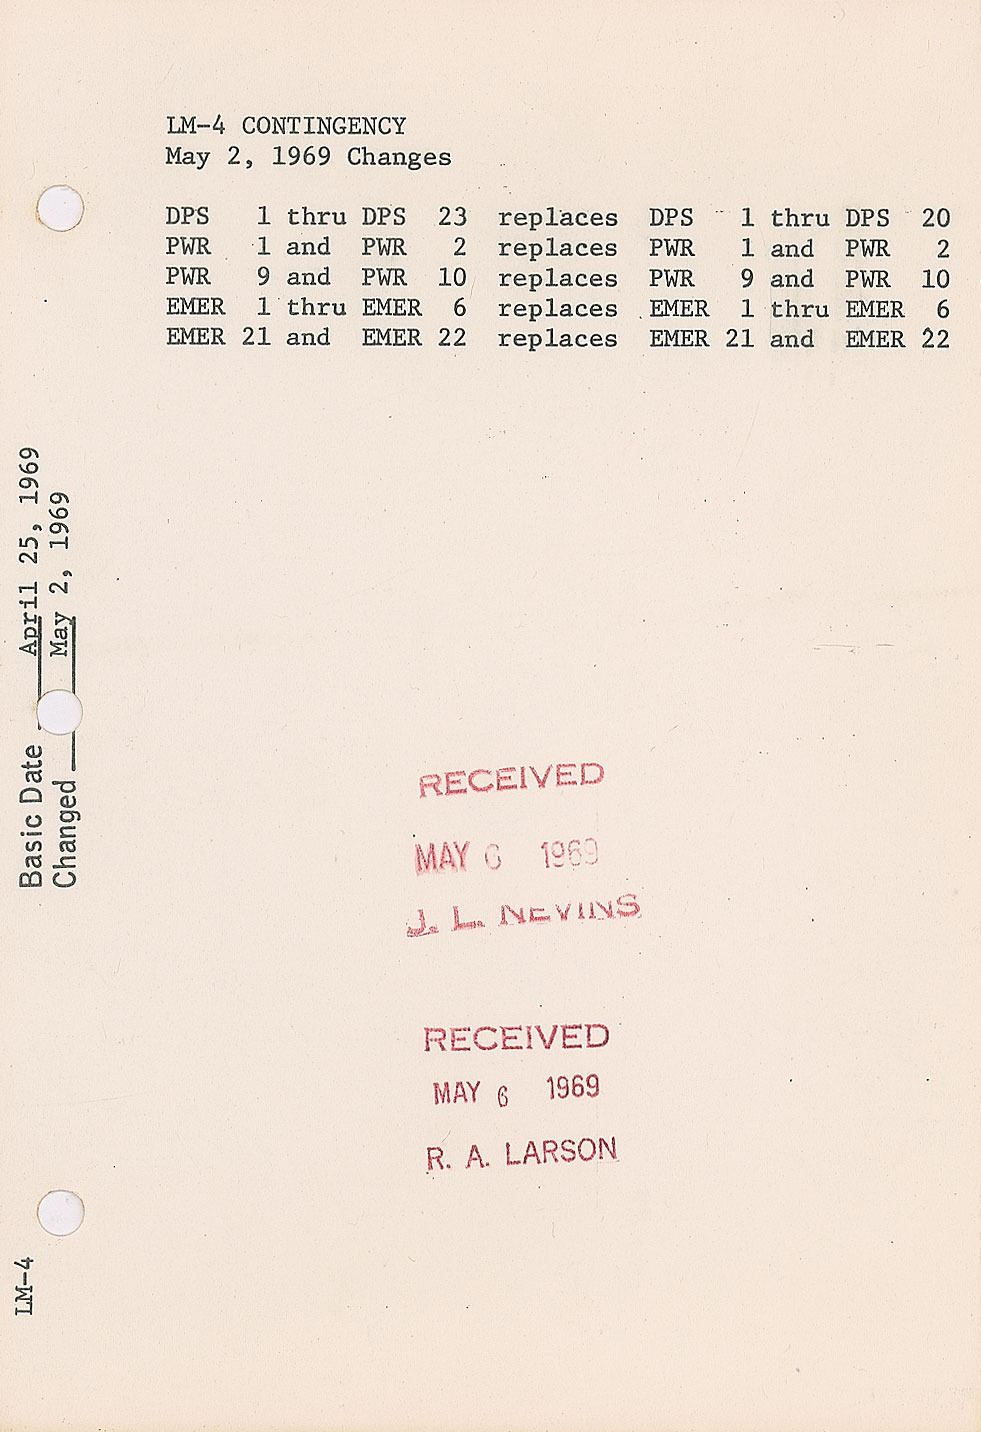 LM-4 CONTINGENCY
May 2, 1969 Changes
DPS 1 thru DPS 23 replaces DPS 1 thru DPS 20
PWR 1 and PWR 2 replaces PWR 1 and PWR 2
PWR 9 and PWR 10 replaces PWR 9 and PWR 10
EMER 1 thru EMER 6 replaces EMER 1 thru EMER 6
EMER 21 and EMER 22 replaces EMER 21 and EMER 22
Basic Date April 25, 1969
Changed May 2, 1969
RECEIVED
MAY 6 1969
J. L. NEVINS
RECEIVED
MAY 6 1969
R. A. LARSON
LM-4